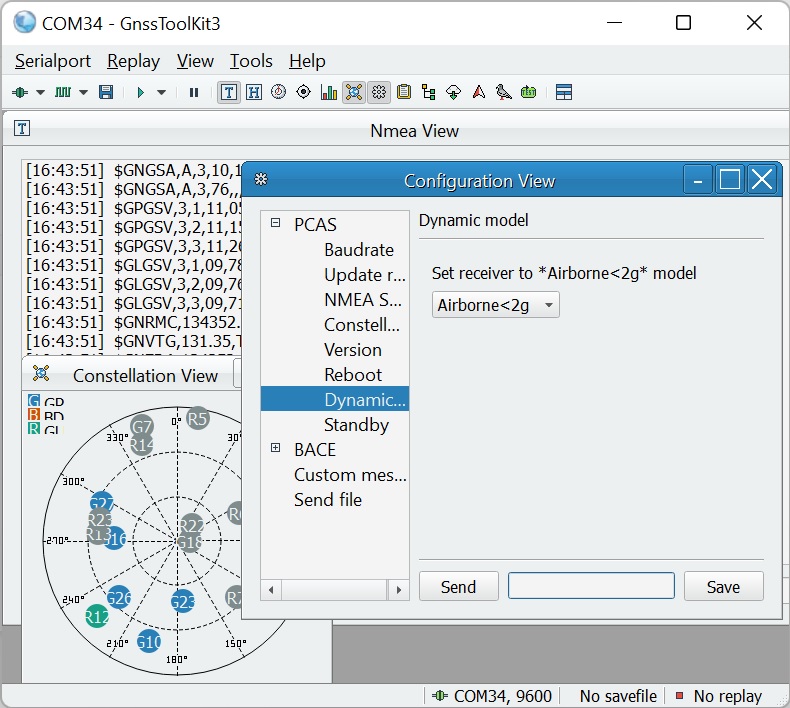 COM34 - GnssToolKit3
Serialport Replay View Tools Help
T H
T Nmea View
[16:43:51] $GNGSA,A,3,10,1
[16:43:51] $GNGSA,A,3,76,,
[16:43:51] $GPGSV,3,1,11,05
[16:43:51] $GPGSV,3,2,11,15
[16:43:51] $GPGSV,3,3,11,26
[16:43:51] $GLGSV,3,1,09,78
[16:43:51] $GLGSV,3,2,09,76
[16:43:51] $GLGSV,3,3,09,71
[16:43:51] $GNRMC,134352.
[16:43:51] $GNVTG,131.35,T
Configuration View
PCAS
Baudrate
Update r...
NMEA S...
Constell...
Version
Reboot
Dynamic...
Standby
BACE
Custom mes...
Send file
Dynamic model
Set receiver to *Airborne<2g* model
Airborne<2g
Send
Save
Constellation View
G GP
B BD
R GL
0°
30
330°
300°
270°
240°
210°
180°
150°
R5
G7
R14
G27
R23
R13
G16
R22
G18
G26
G23
R12
G10
COM34, 9600 No savefile No replay